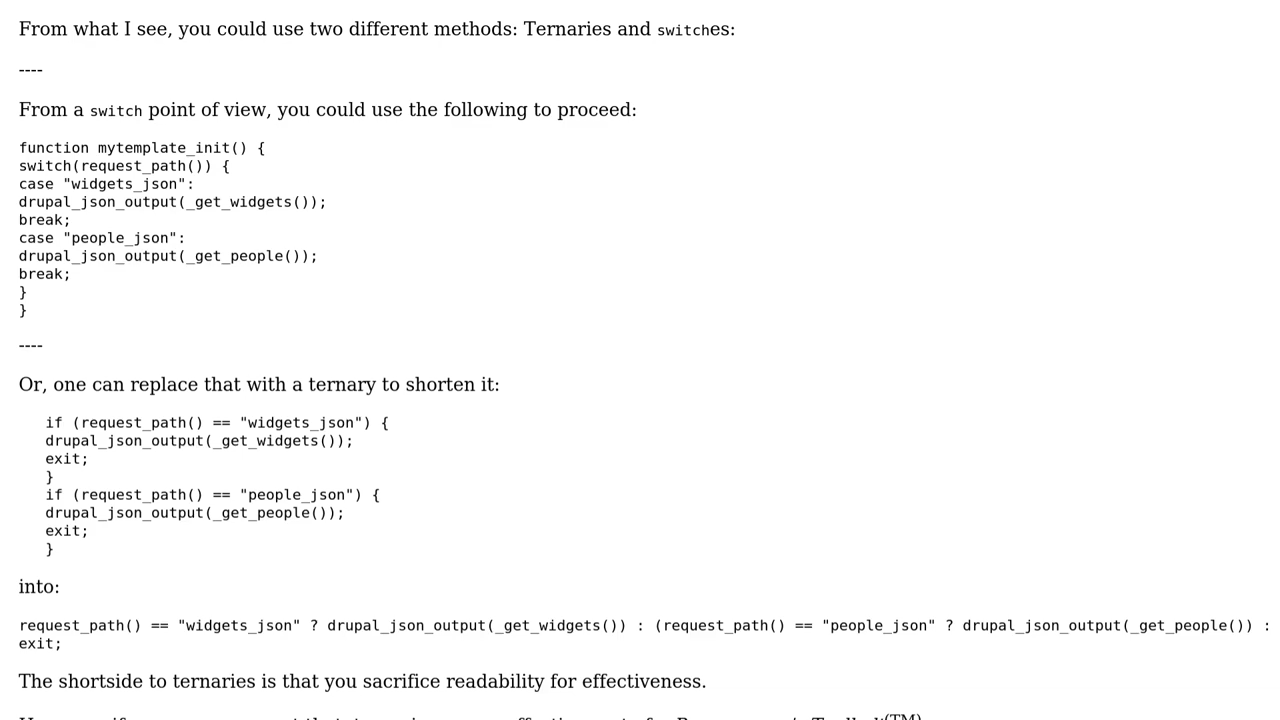 From what I see, you could use two different methods: Ternaries and switches:
----
From a switch point of view, you could use the following to proceed:
function mytemplate_init() {
switch(request_path()) {
case "widgets_json":
drupal_json_output(_get_widgets());
break;
case "people_json":
drupal_json_output(_get_people());
break;
}
}
----
Or, one can replace that with a ternary to shorten it:
if (request_path() == "widgets_json") {
drupal_json_output(_get_widgets());
exit;
}
if (request_path() == "people_json") {
drupal_json_output(_get_people());
exit;
}
into:
request_path() == "widgets_json" ? drupal_json_output(_get_widgets()) : (request_path() == "people_json" ? drupal_json_output(_get_people()) :
exit;
The shortside to ternaries is that you sacrifice readability for effectiveness.
(TM)